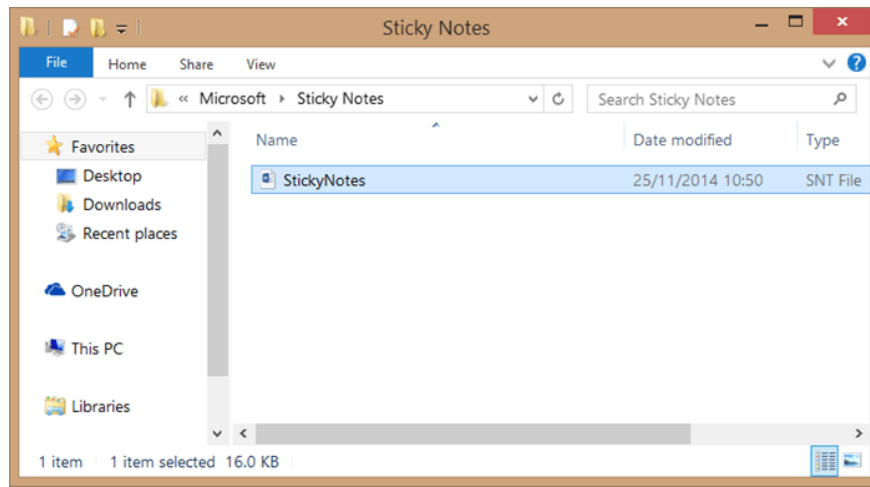 Sticky Notes
File Home Share View
« Microsoft Sticky Notes Search Sticky Notes
Name Date modified Type
Favorites
Desktop
StickyNotes 25/11/2014 10:50 SNT File
Downloads
Recent places
OneDrive
This PC
Libraries
1 item 1 item selected 16.0 KB